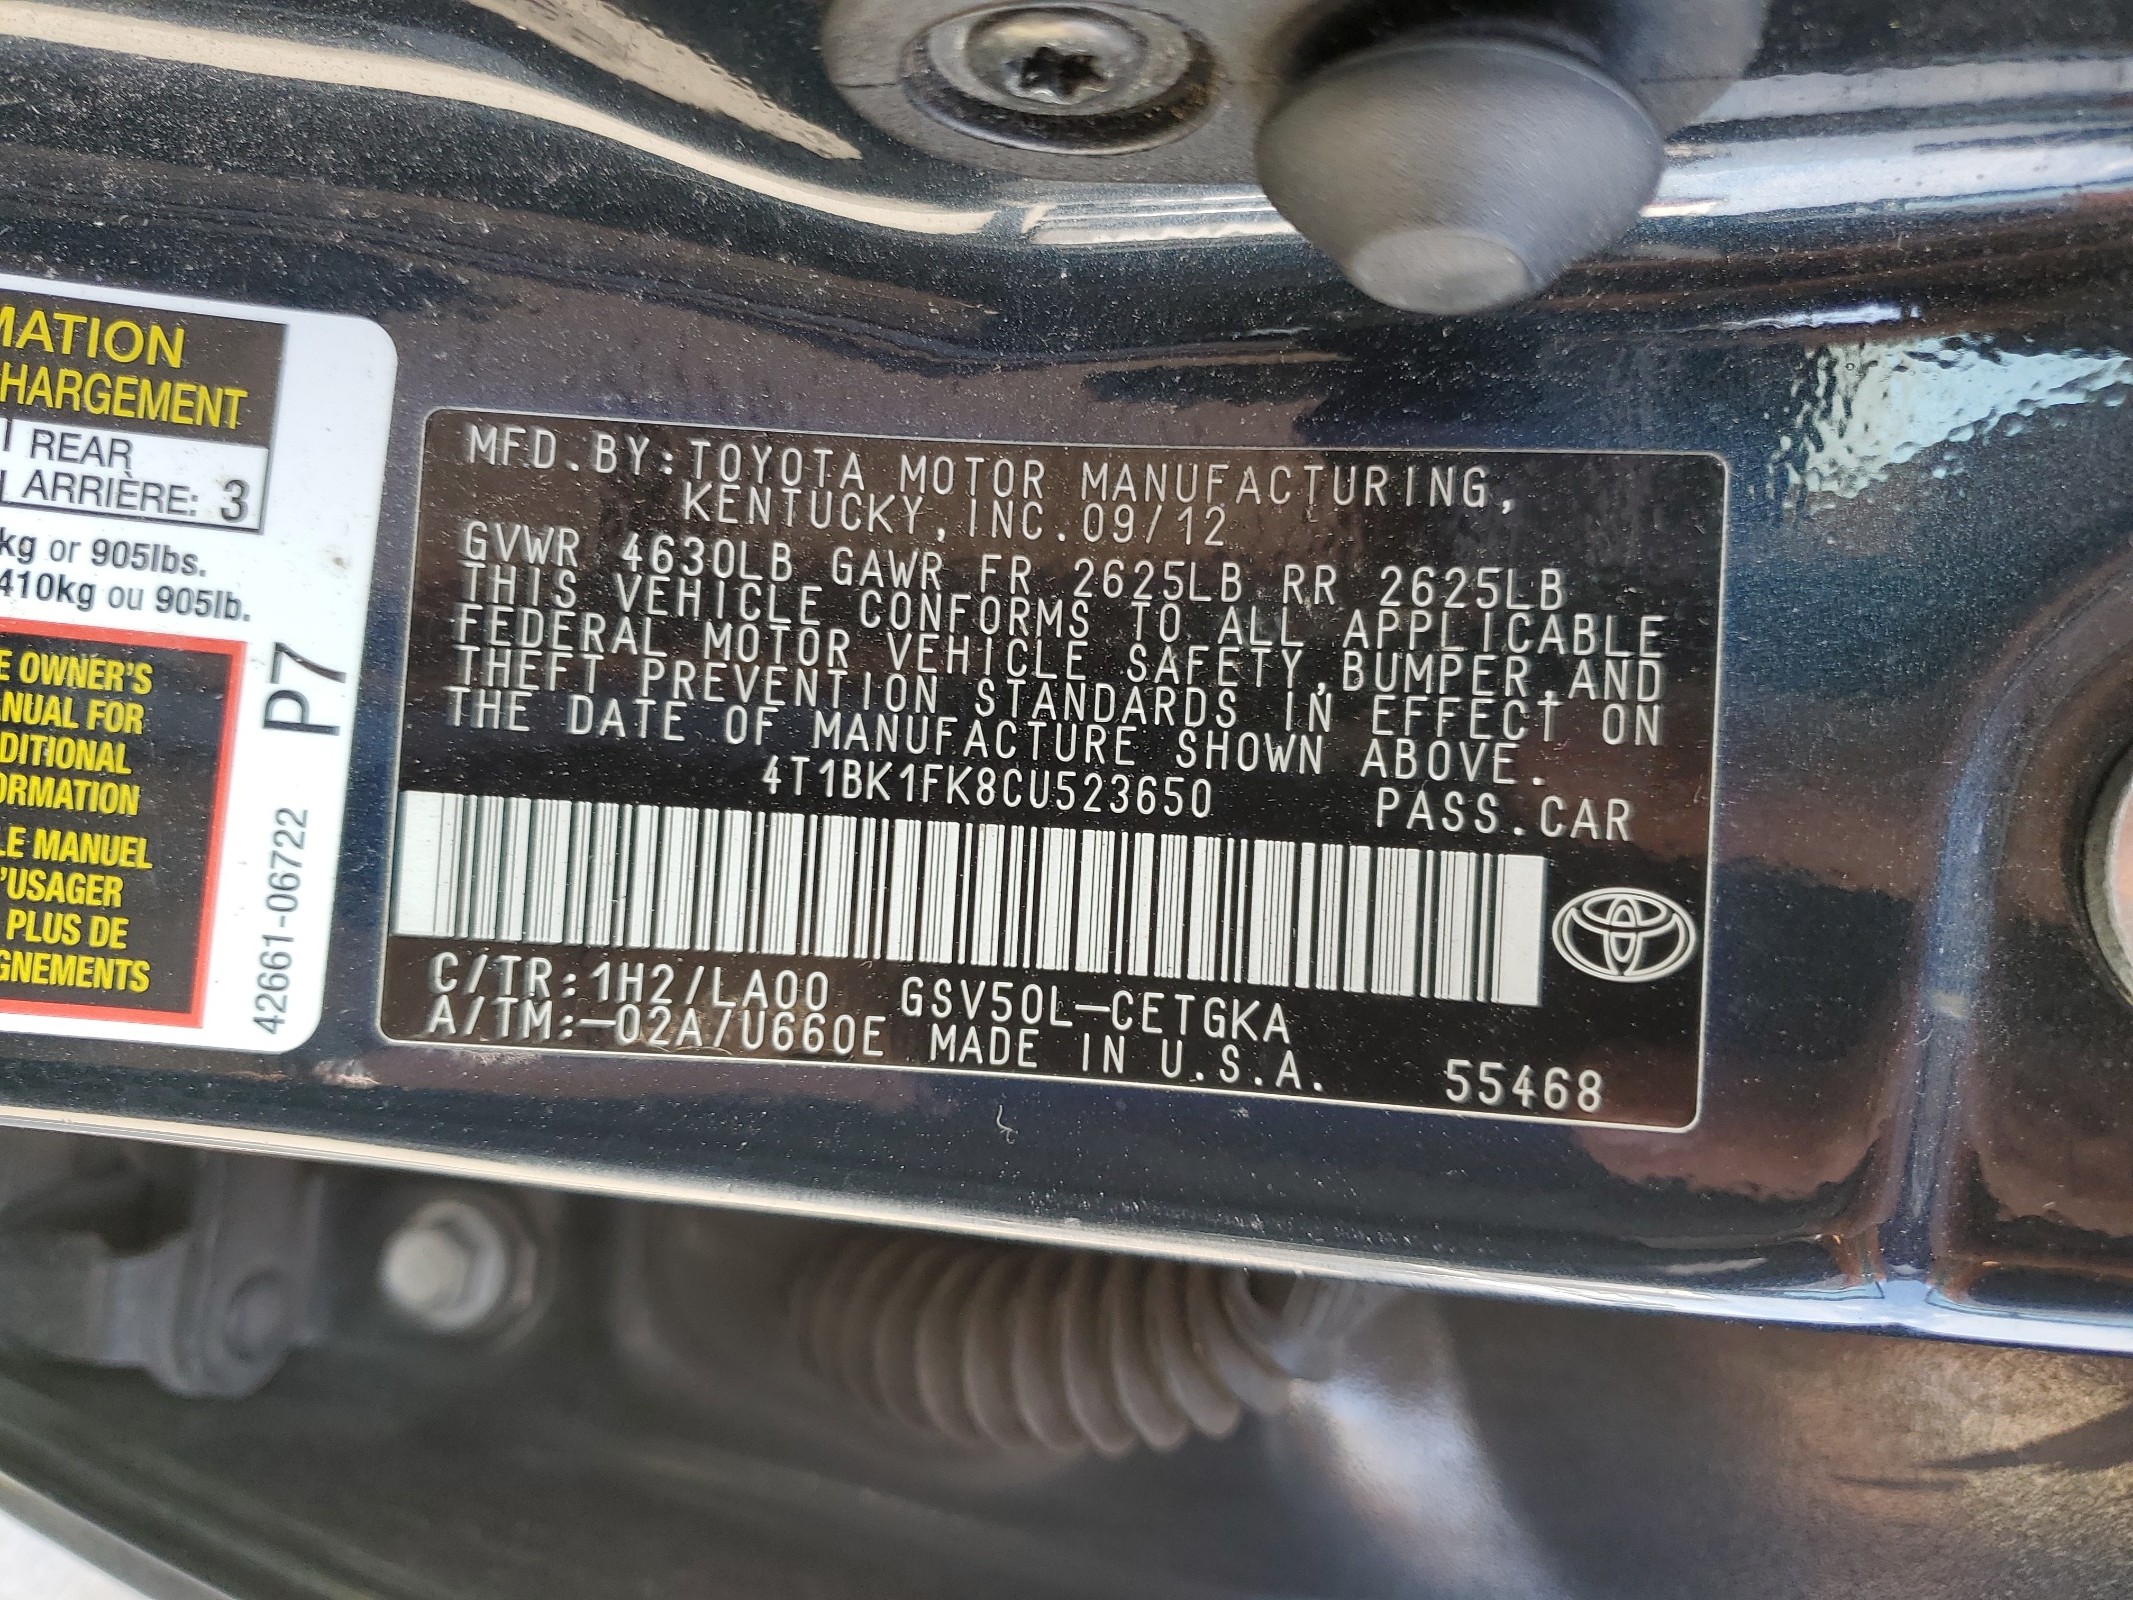 MATION
HARGEMENT
REAR
ARRIÈRE: 3
kg or 905lbs.
410kg ou 905lb.
E OWNER'S
NUAL FOR
DITIONAL
ORMATION
LE MANUEL
'USAGER
PLUS DE
GNEMENTS
42661-06722 P7
MFD.BY:TOYOTA MOTOR MANUFACTURING,
KENTUCKY,INC.09/12
GVWR 4630LB GAWR FR 2625LB RR 2625LB
THIS VEHICLE CONFORMS TO ALL APPLICABLE
FEDERAL MOTOR VEHICLE SAFETY,BUMPER,AND
THEFT PREVENTION STANDARDS IN EFFECT ON
THE DATE OF MANUFACTURE SHOWN ABOVE.
4T1BK1FK8CU523650 PASS.CAR
C/TR:1H2/LA00 GSV50L-CETGKA
A/TM:-02A/U660E MADE IN U.S.A. 55468